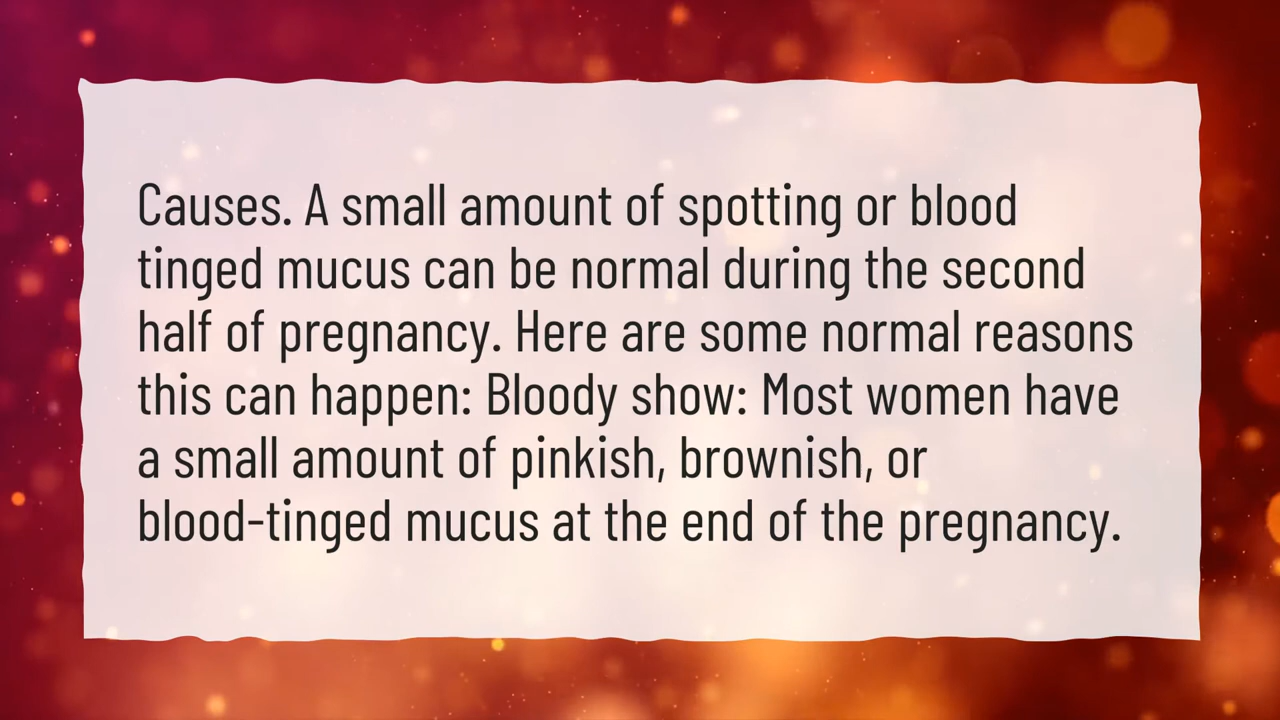 Causes. A small amount of spotting or blood
tinged mucus can be normal during the second
half of pregnancy. Here are some normal reasons
this can happen: Bloody show: Most women have
a small amount of pinkish, brownish, or
blood-tinged mucus at the end of the pregnancy.